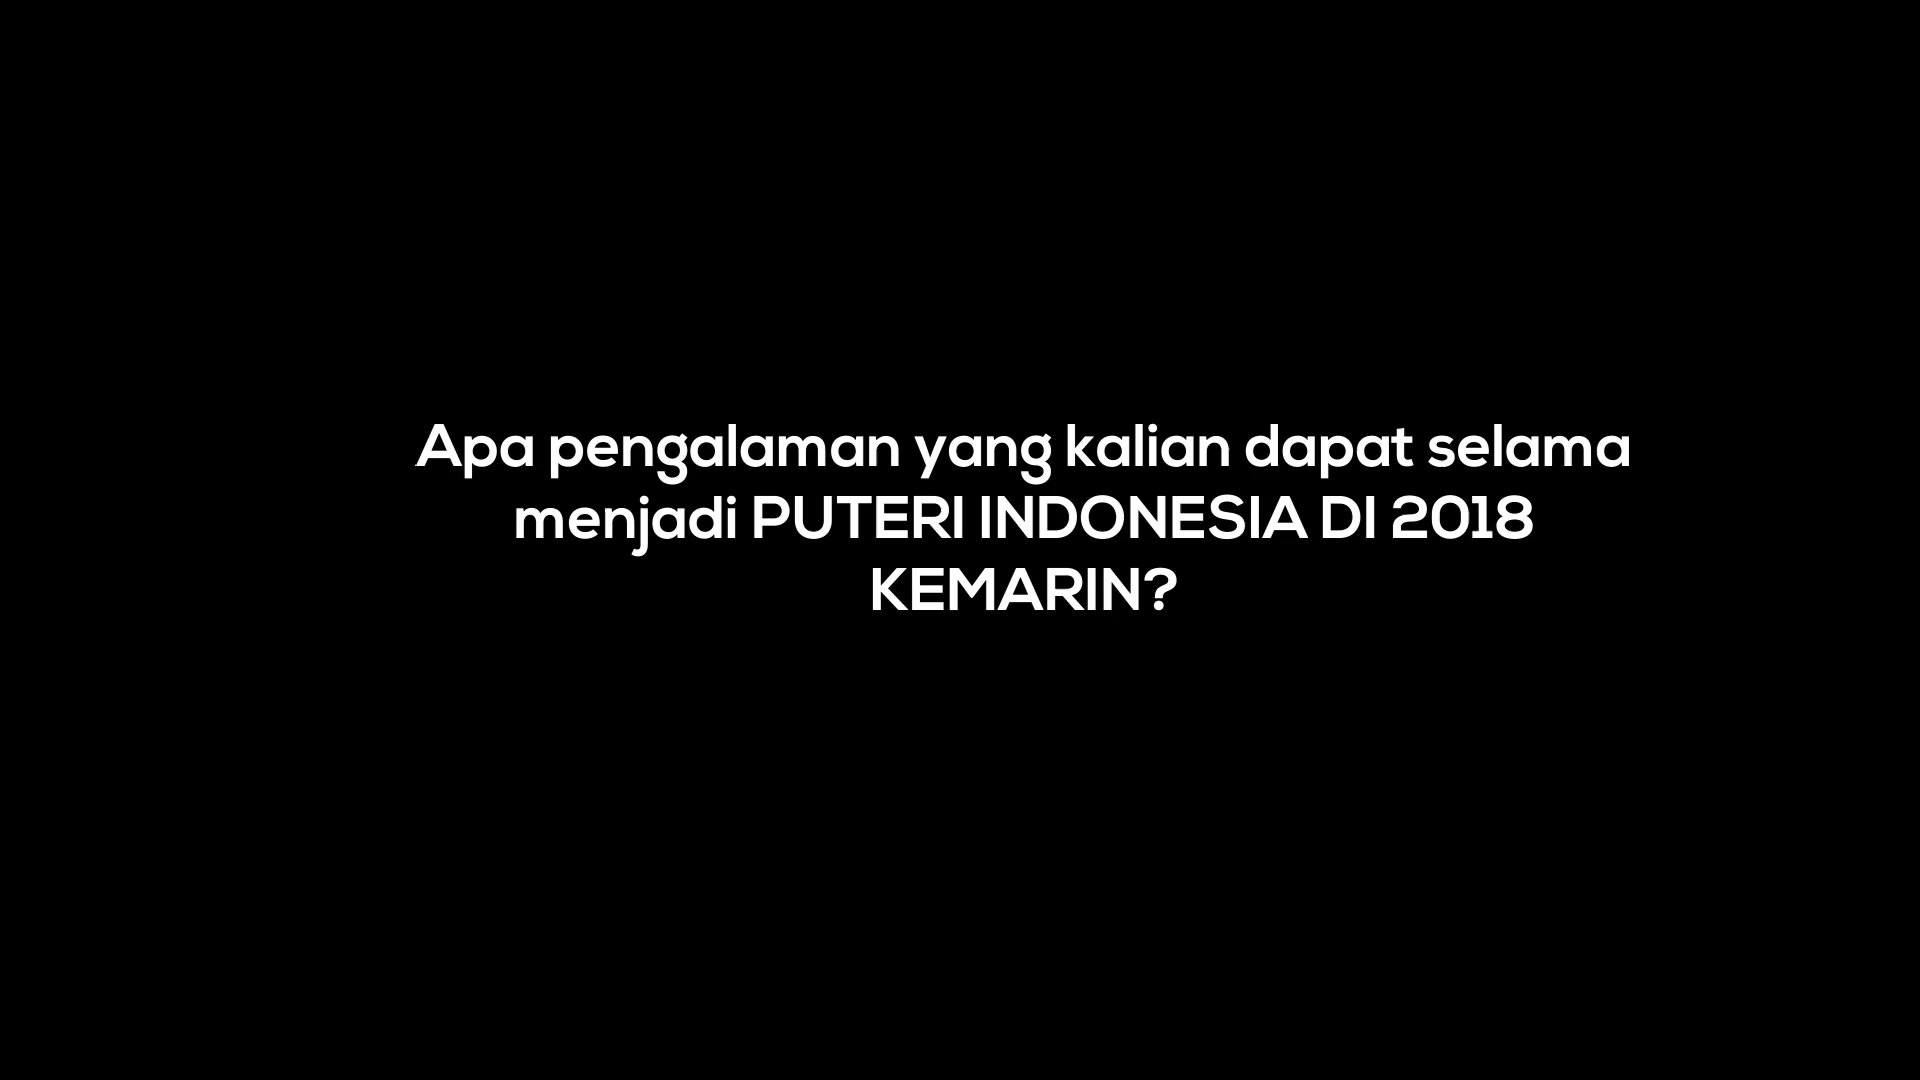 Apa pengalaman yang kalian dapat selama
menjadi PUTERI INDONESIA DI 2018
KEMARIN?